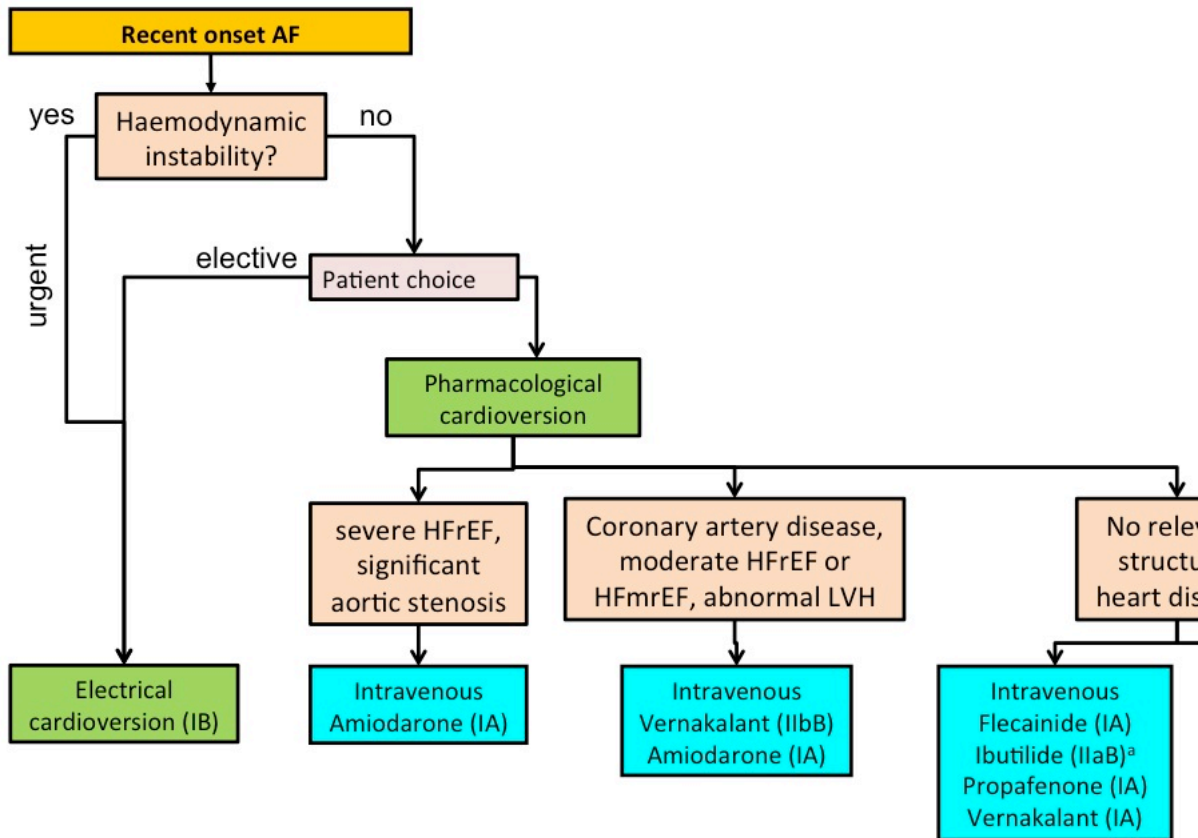 Recent onset AF
yes
Haemodynamic
instability?
no
urgent
elective
Patient choice
Pharmacological
cardioversion
severe HFrEF,
significant
aortic stenosis
Coronary artery disease,
moderate HFrEF or
HFmrEF, abnormal LVH
No
heart
Electrical
cardioversion (IB)
Intravenous
Amiodarone (IA)
Intravenous
Vernakalant (IIbB)
Amiodarone (IA)
Intravenous
Flecainide (IA)
Ibutilide (IIaB)ᵃ
Propafenone (IA)
Vernakalant (IA)